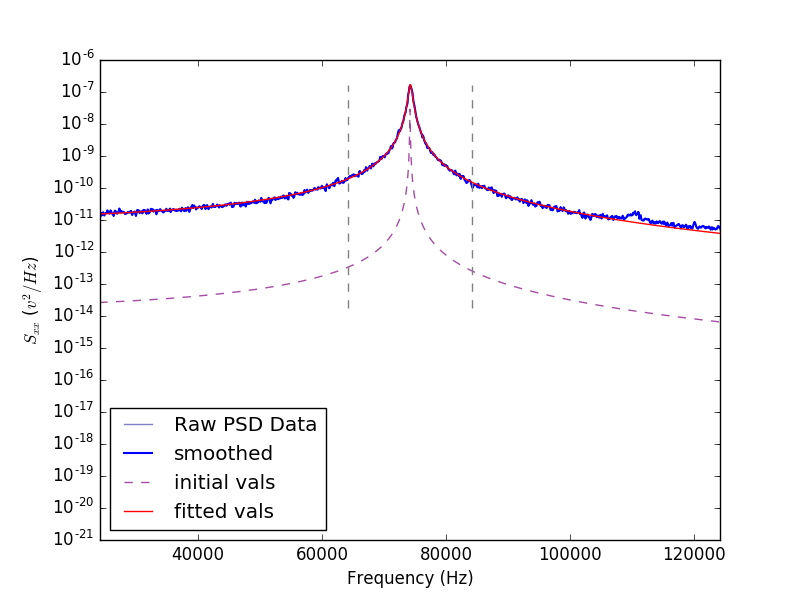 10^-6
10^-7
10^-8
10^-9
10^-10
10^-11
10^-12
10^-13
10^-14
10^-15
10^-16
10^-17
10^-18
10^-19
10^-20
10^-21
S_xx (v^2/Hz)
Raw PSD Data
smoothed
initial vals
fitted vals
40000 60000 80000 100000 120000
Frequency (Hz)